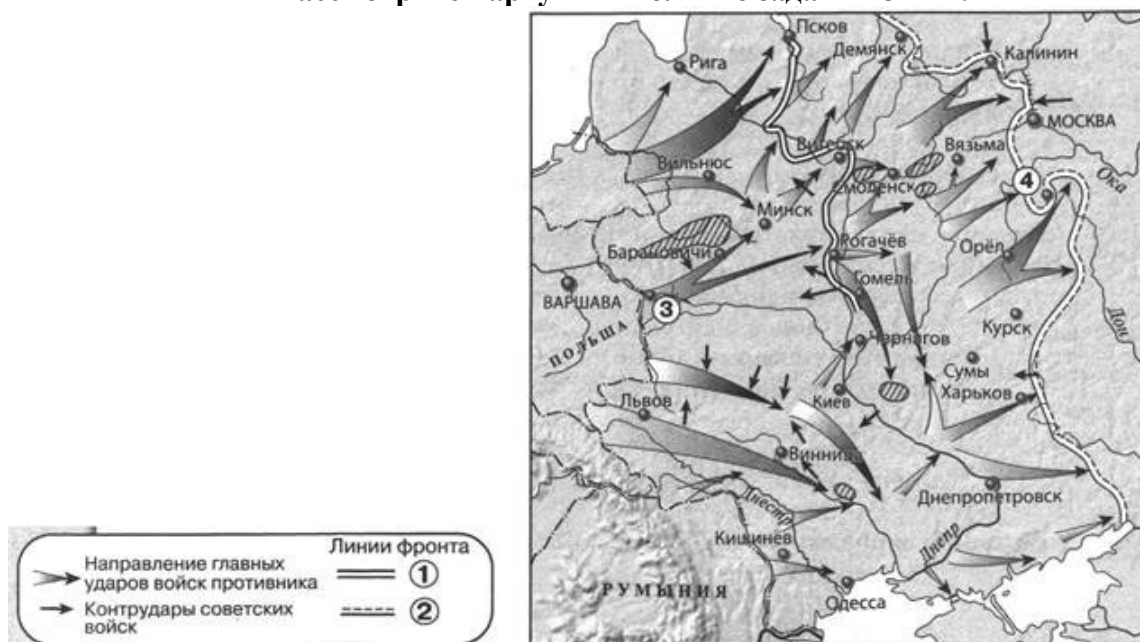 Псков
Демянск
Калинин
Рига
МОСКВА
Витебск
Вязьма
Вильнюс
Смоленск
4
Ока
Минск
Рогачёв
Орёл
Барановичи
Гомель
ВАРШАВА
3
Курск
Дон
ПОЛЬША
Чернигов
Сумы
Харьков
Львов
Киев
Винница
Днепропетровск
Днестр
Кишинёв
Днепр
РУМЫНИЯ
Одесса
Линии фронта
Направление главных
ударов войск противника
1
Контрудары советских
войск
2